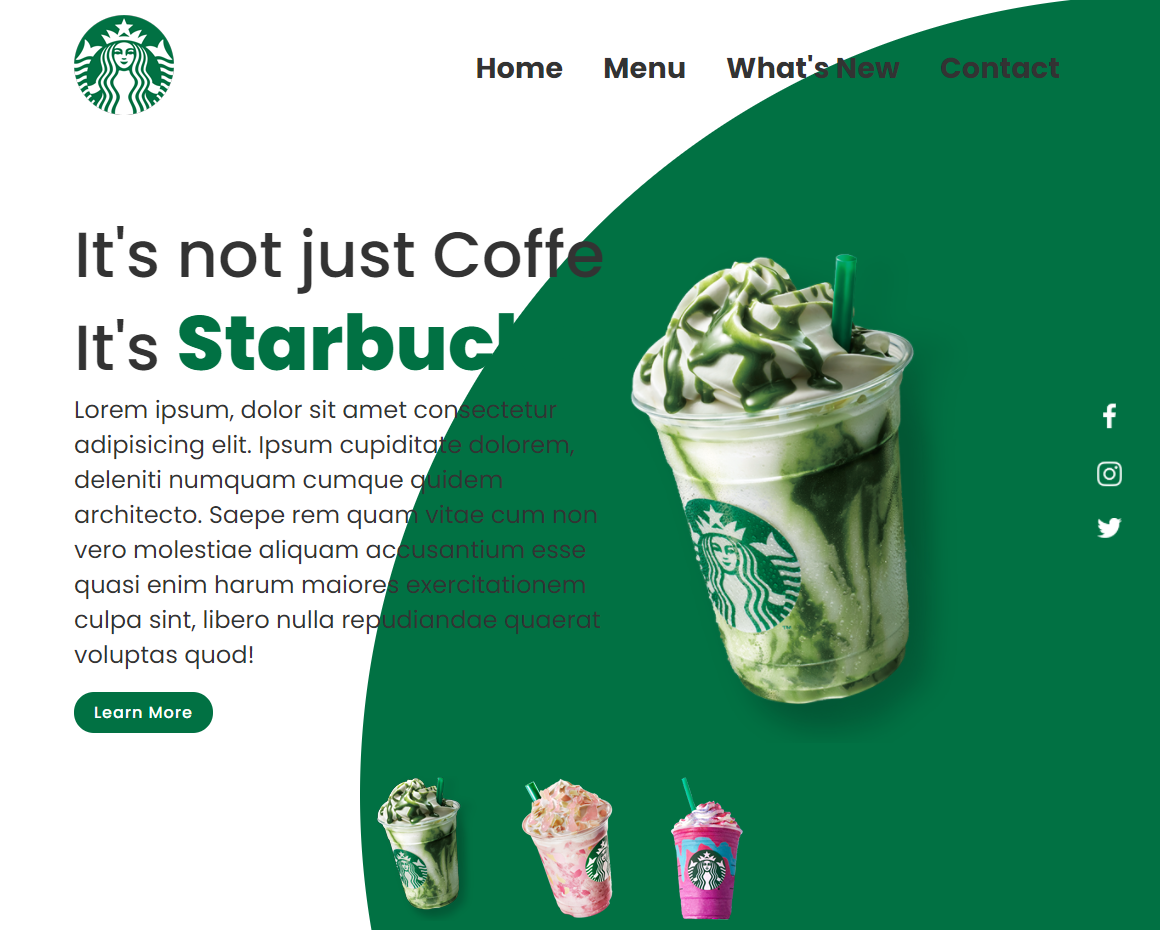 Home Menu What's New Contact
It's not just Coffe
It's Starbuc
Lorem ipsum, dolor sit amet consectetur
adipisicing elit. Ipsum cupiditate dolorem,
deleniti numquam cumque quidem
architecto. Saepe rem quam vitae cum non
vero molestiae aliquam accusantium esse
quasi enim harum maiores exercitationem
culpa sint, libero nulla repudiandae quaerat
voluptas quod!
Learn More